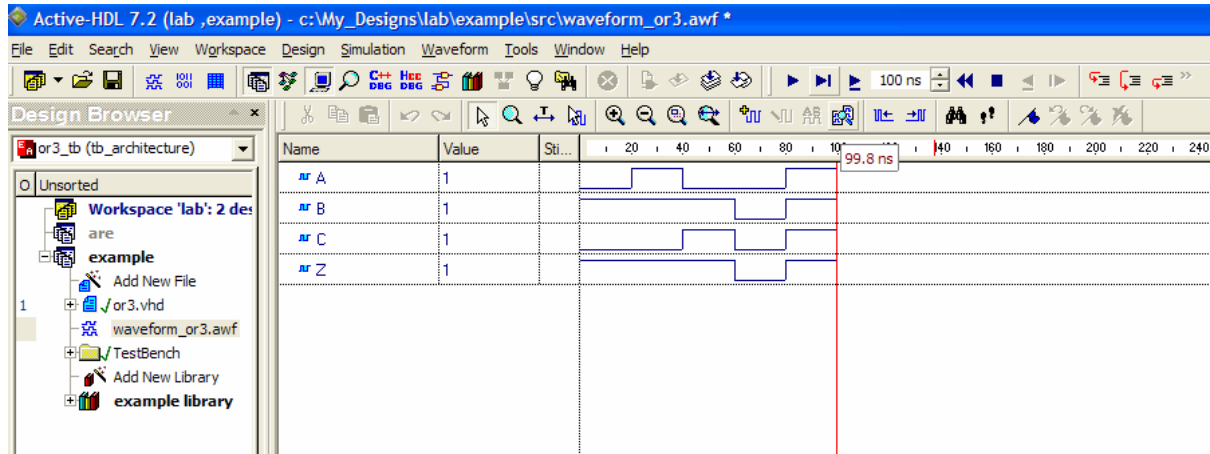 Active-HDL 7.2 (lab ,example) - c:\My_Designs\lab\example\src\waveform_or3.awf *
File Edit Search View Workspace Design Simulation Waveform Tools Window Help
C++ DBG HEE DBG 100 ns
Design Browser
or3_tb (tb_architecture)
Name Value Sti... 20 40 60 80 140 160 180 200 220 240
99.8 ns
O Unsorted
A 1
Workspace 'lab': 2 des
B 1
are
C 1
example
Z 1
Add New File
1 or3.vhd
waveform_or3.awf
TestBench
Add New Library
example library